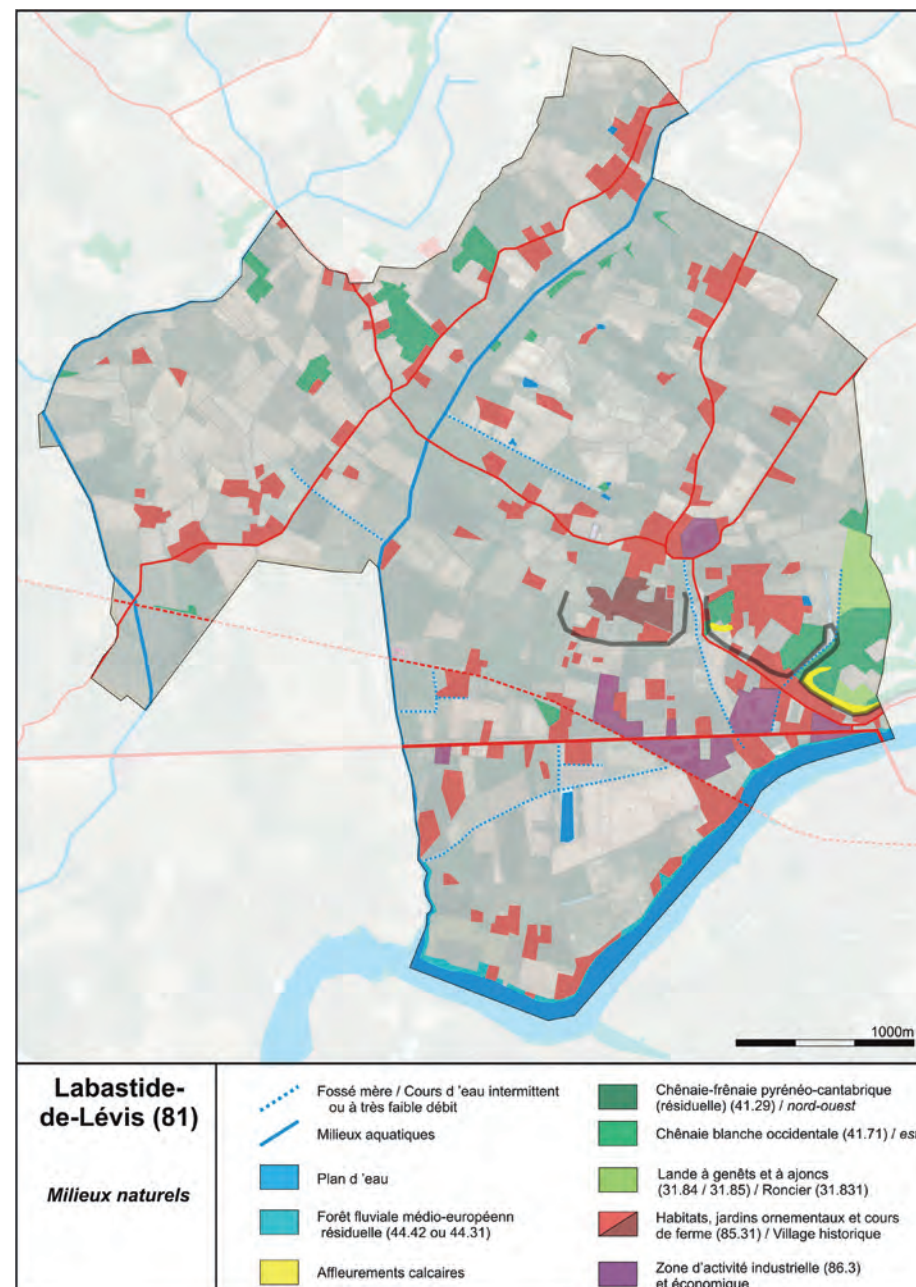 1000m
Labastide-
de-Lévis (81)
Milieux naturels
Fossé mère / Cours d 'eau intermittent
ou à très faible débit
Milieux aquatiques
Plan d 'eau
Forêt fluviale médio-européenn
résiduelle (44.42 ou 44.31)
Affleurements calcaires
Chênaie-frênaie pyrénéo-cantabrique
(résiduelle) (41.29) / nord-ouest
Chênaie blanche occidentale (41.71) / es
Lande à genêts et à ajoncs
(31.84 / 31.85) / Roncier (31.831)
Habitats, jardins ornementaux et cours
de ferme (85.31) / Village historique
Zone d'activité industrielle (86.3)
et économique